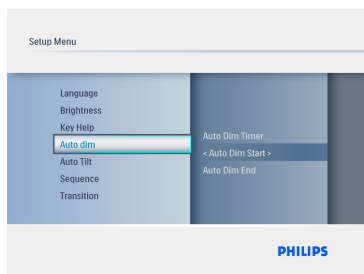 Setup Menu
Language
Brightness
Key Help
Auto dim
Auto Tilt
Sequence
Transition
Auto Dim Timer
< Auto Dim Start >
Auto Dim End
PHILIPS